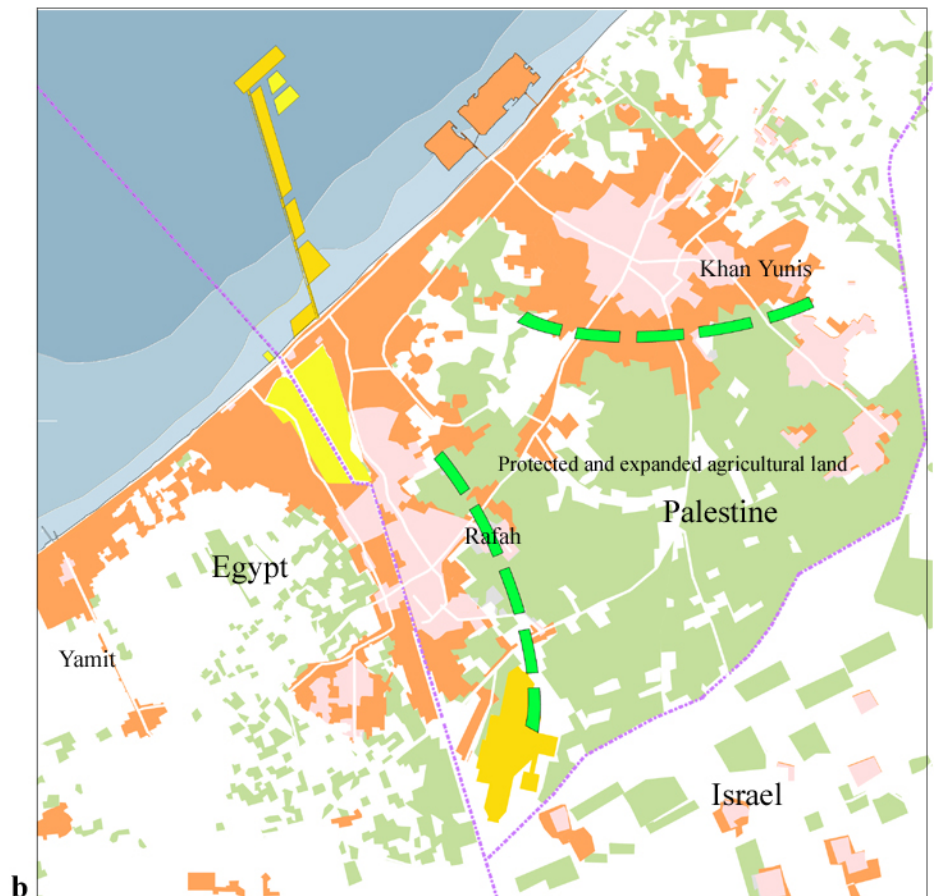 Khan Yunis
Protected and expanded agricultural land
Palestine
Rafah
Egypt
Yamit
Israel
b